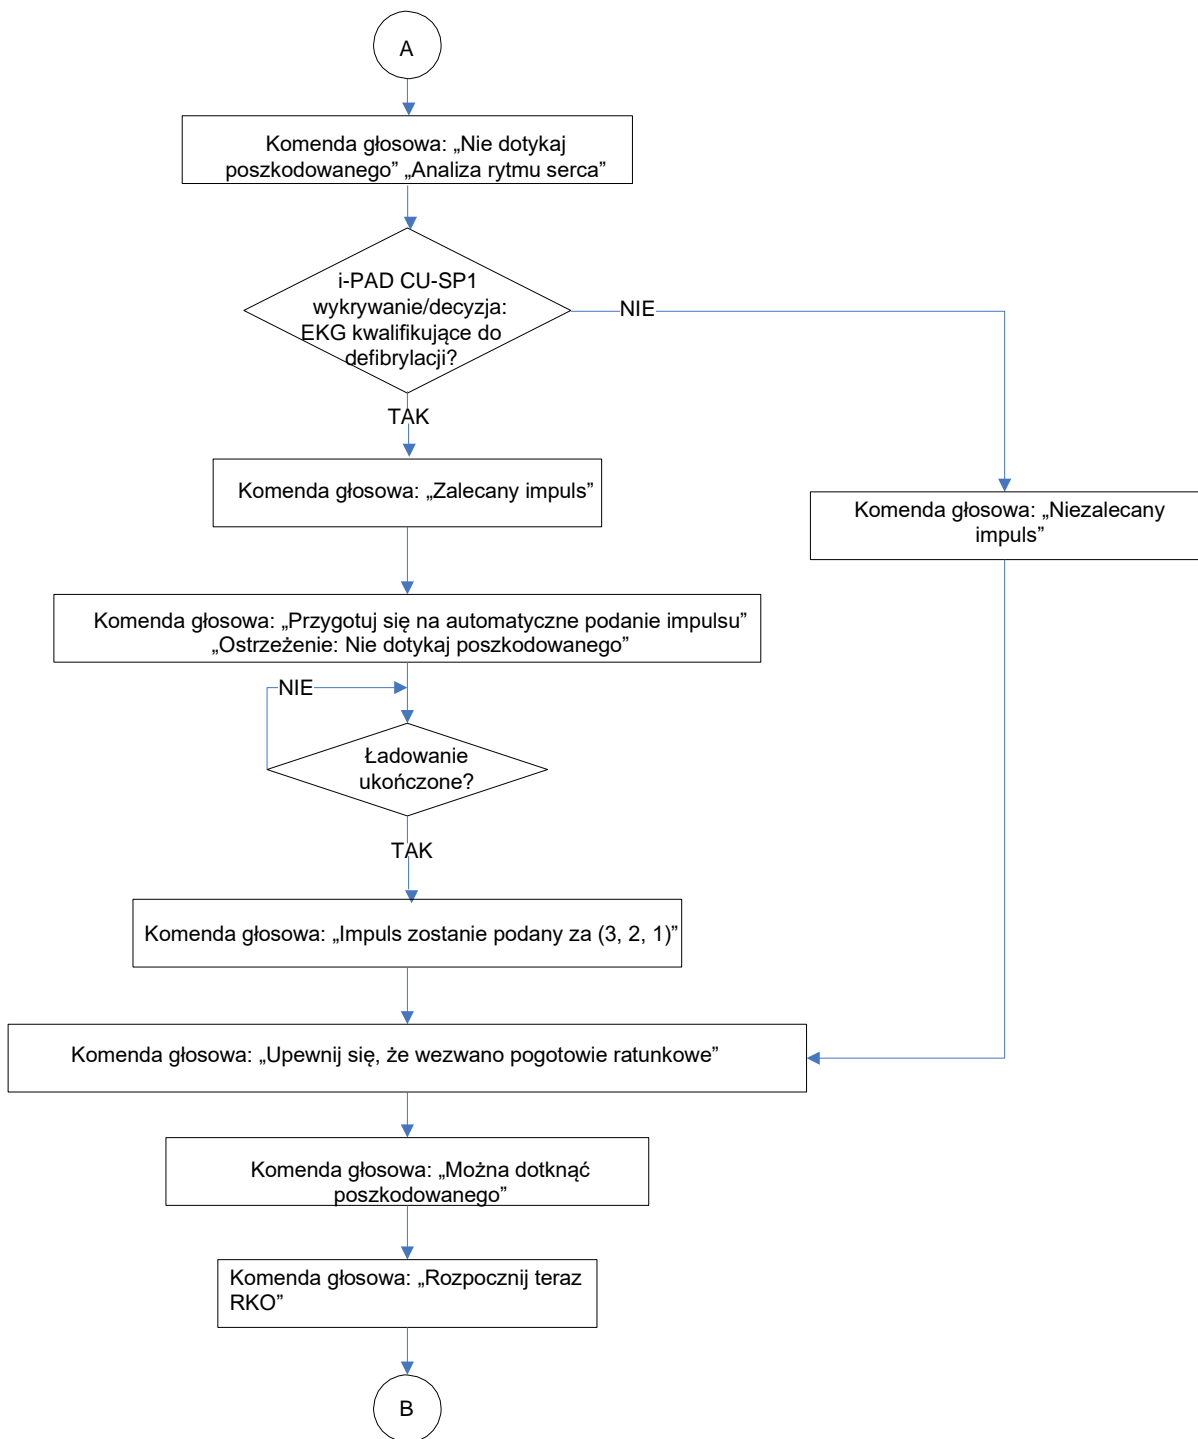 A
Komenda głosowa: „Nie dotykaj
poszkodowanego” „Analiza rytmu serca”
i-PAD CU-SP1
wykrywanie/decyzja:
EKG kwalifikujące do
defibrylacji?
NIE
TAK
Komenda głosowa: „Zalecany impuls”
Komenda głosowa: „Niezalecany
impuls”
Komenda głosowa: „Przygotuj się na automatyczne podanie impulsu”
„Ostrzeżenie: Nie dotykaj poszkodowanego”
NIE
Ładowanie
ukończone?
TAK
Komenda głosowa: „Impuls zostanie podany za (3, 2, 1)”
Komenda głosowa: „Upewnij się, że wezwano pogotowie ratunkowe”
Komenda głosowa: „Można dotknąć
poszkodowanego”
Komenda głosowa: „Rozpocznij teraz
RKO”
B